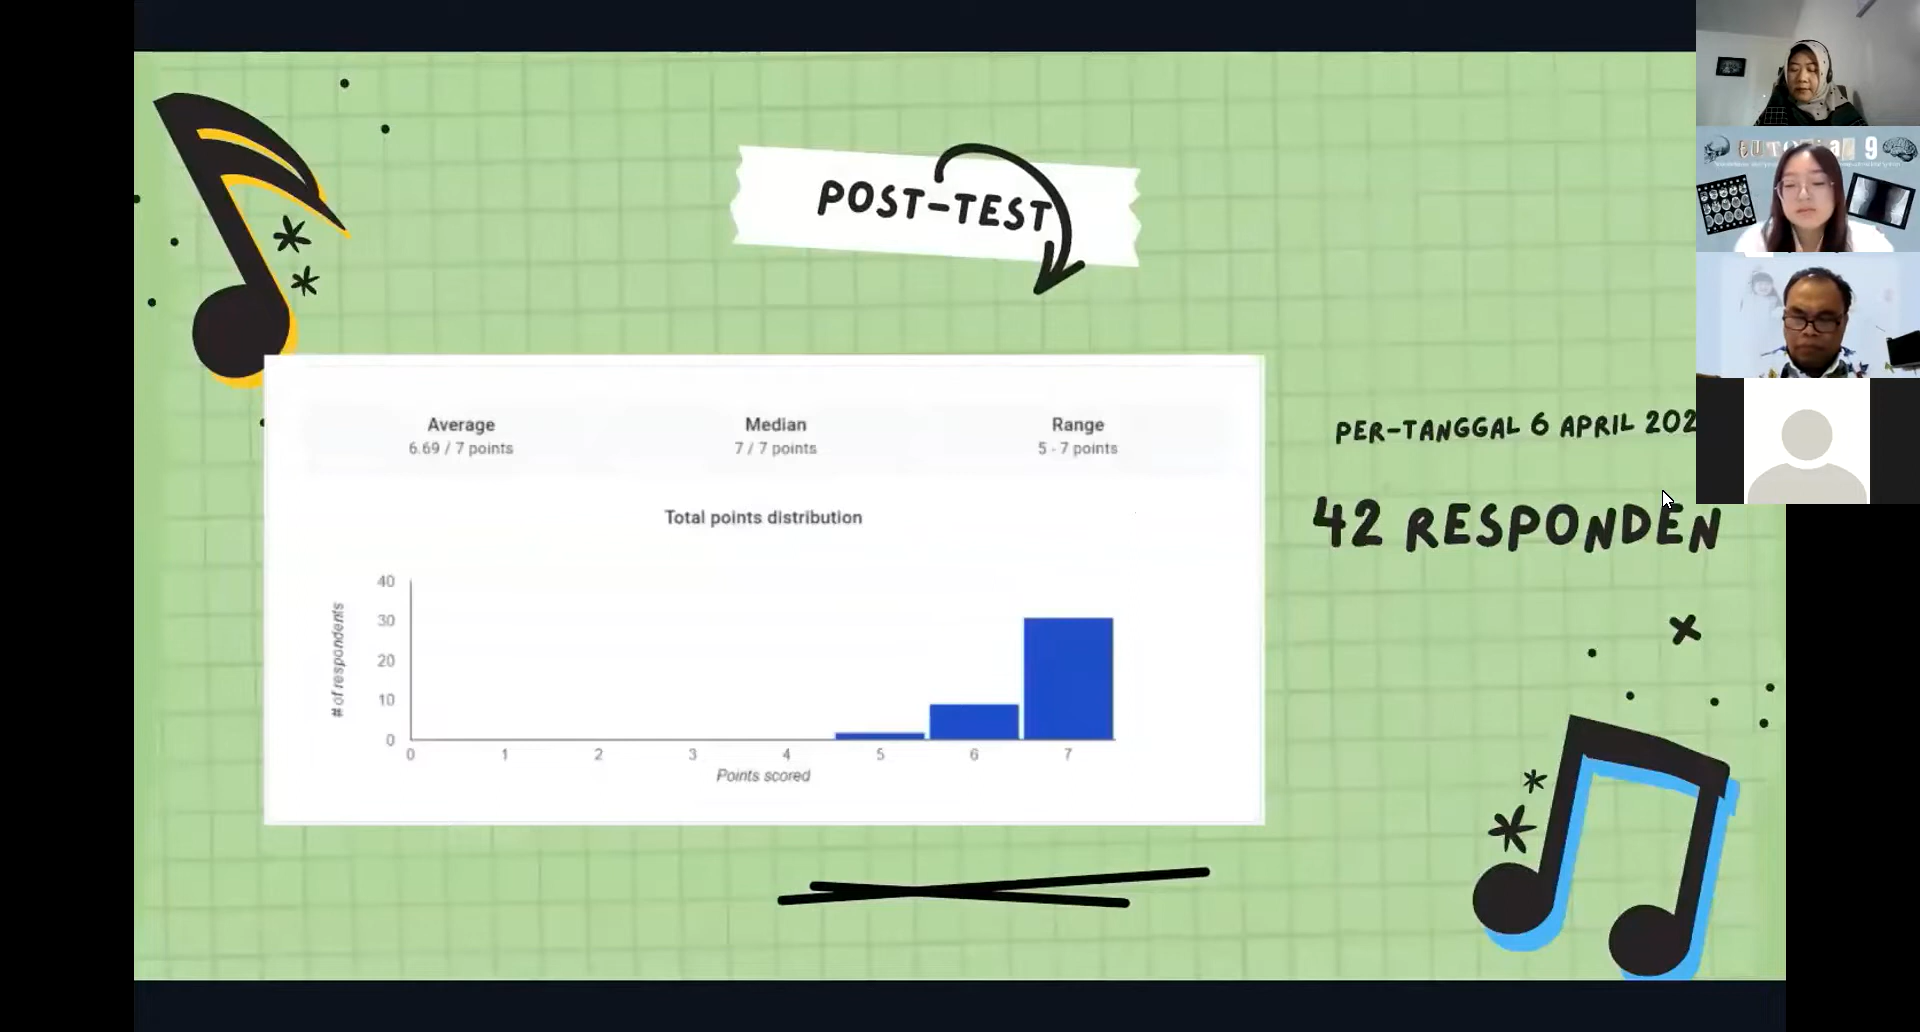 POST-TEST
Average
6.69 / 7 points
Median
7 / 7 points
Range
5 - 7 points
Total points distribution
# of respondents
40
30
20
10
0
0 1 2 3 4 5 6 7
Points scored
PER-TANGGAL 6 APRIL 202
42 RESPONDEN
TUTORIAL 9